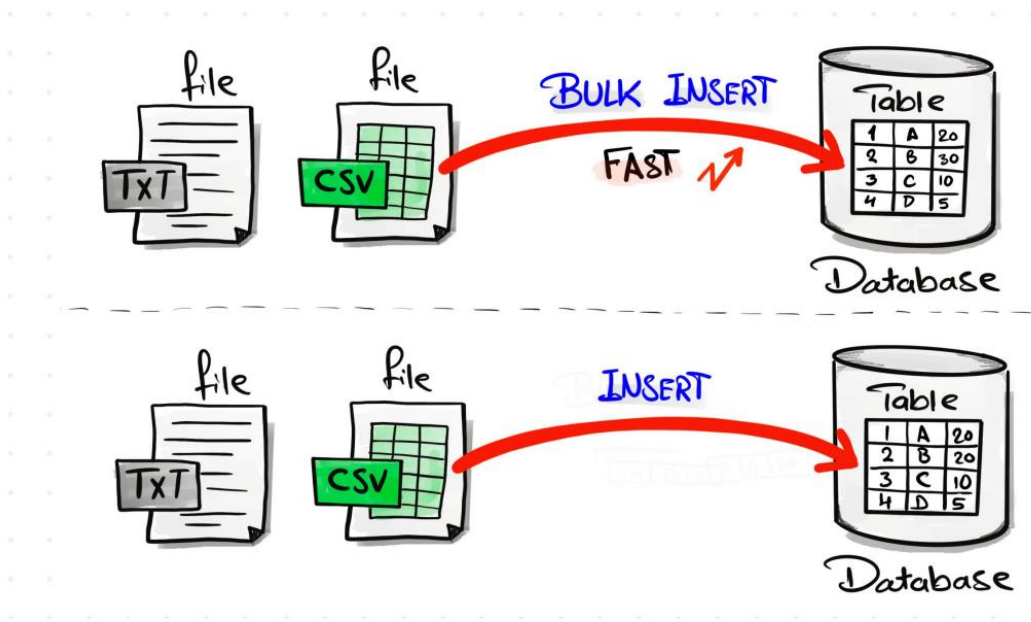 file
file
BULK INSERT
FAST
TXT
CSV
Table
1 A 20
2 B 30
3 C 10
4 D 5
Database
file
file
INSERT
TXT
CSV
Table
1 A 20
2 B 20
3 C 10
4 D 5
Database